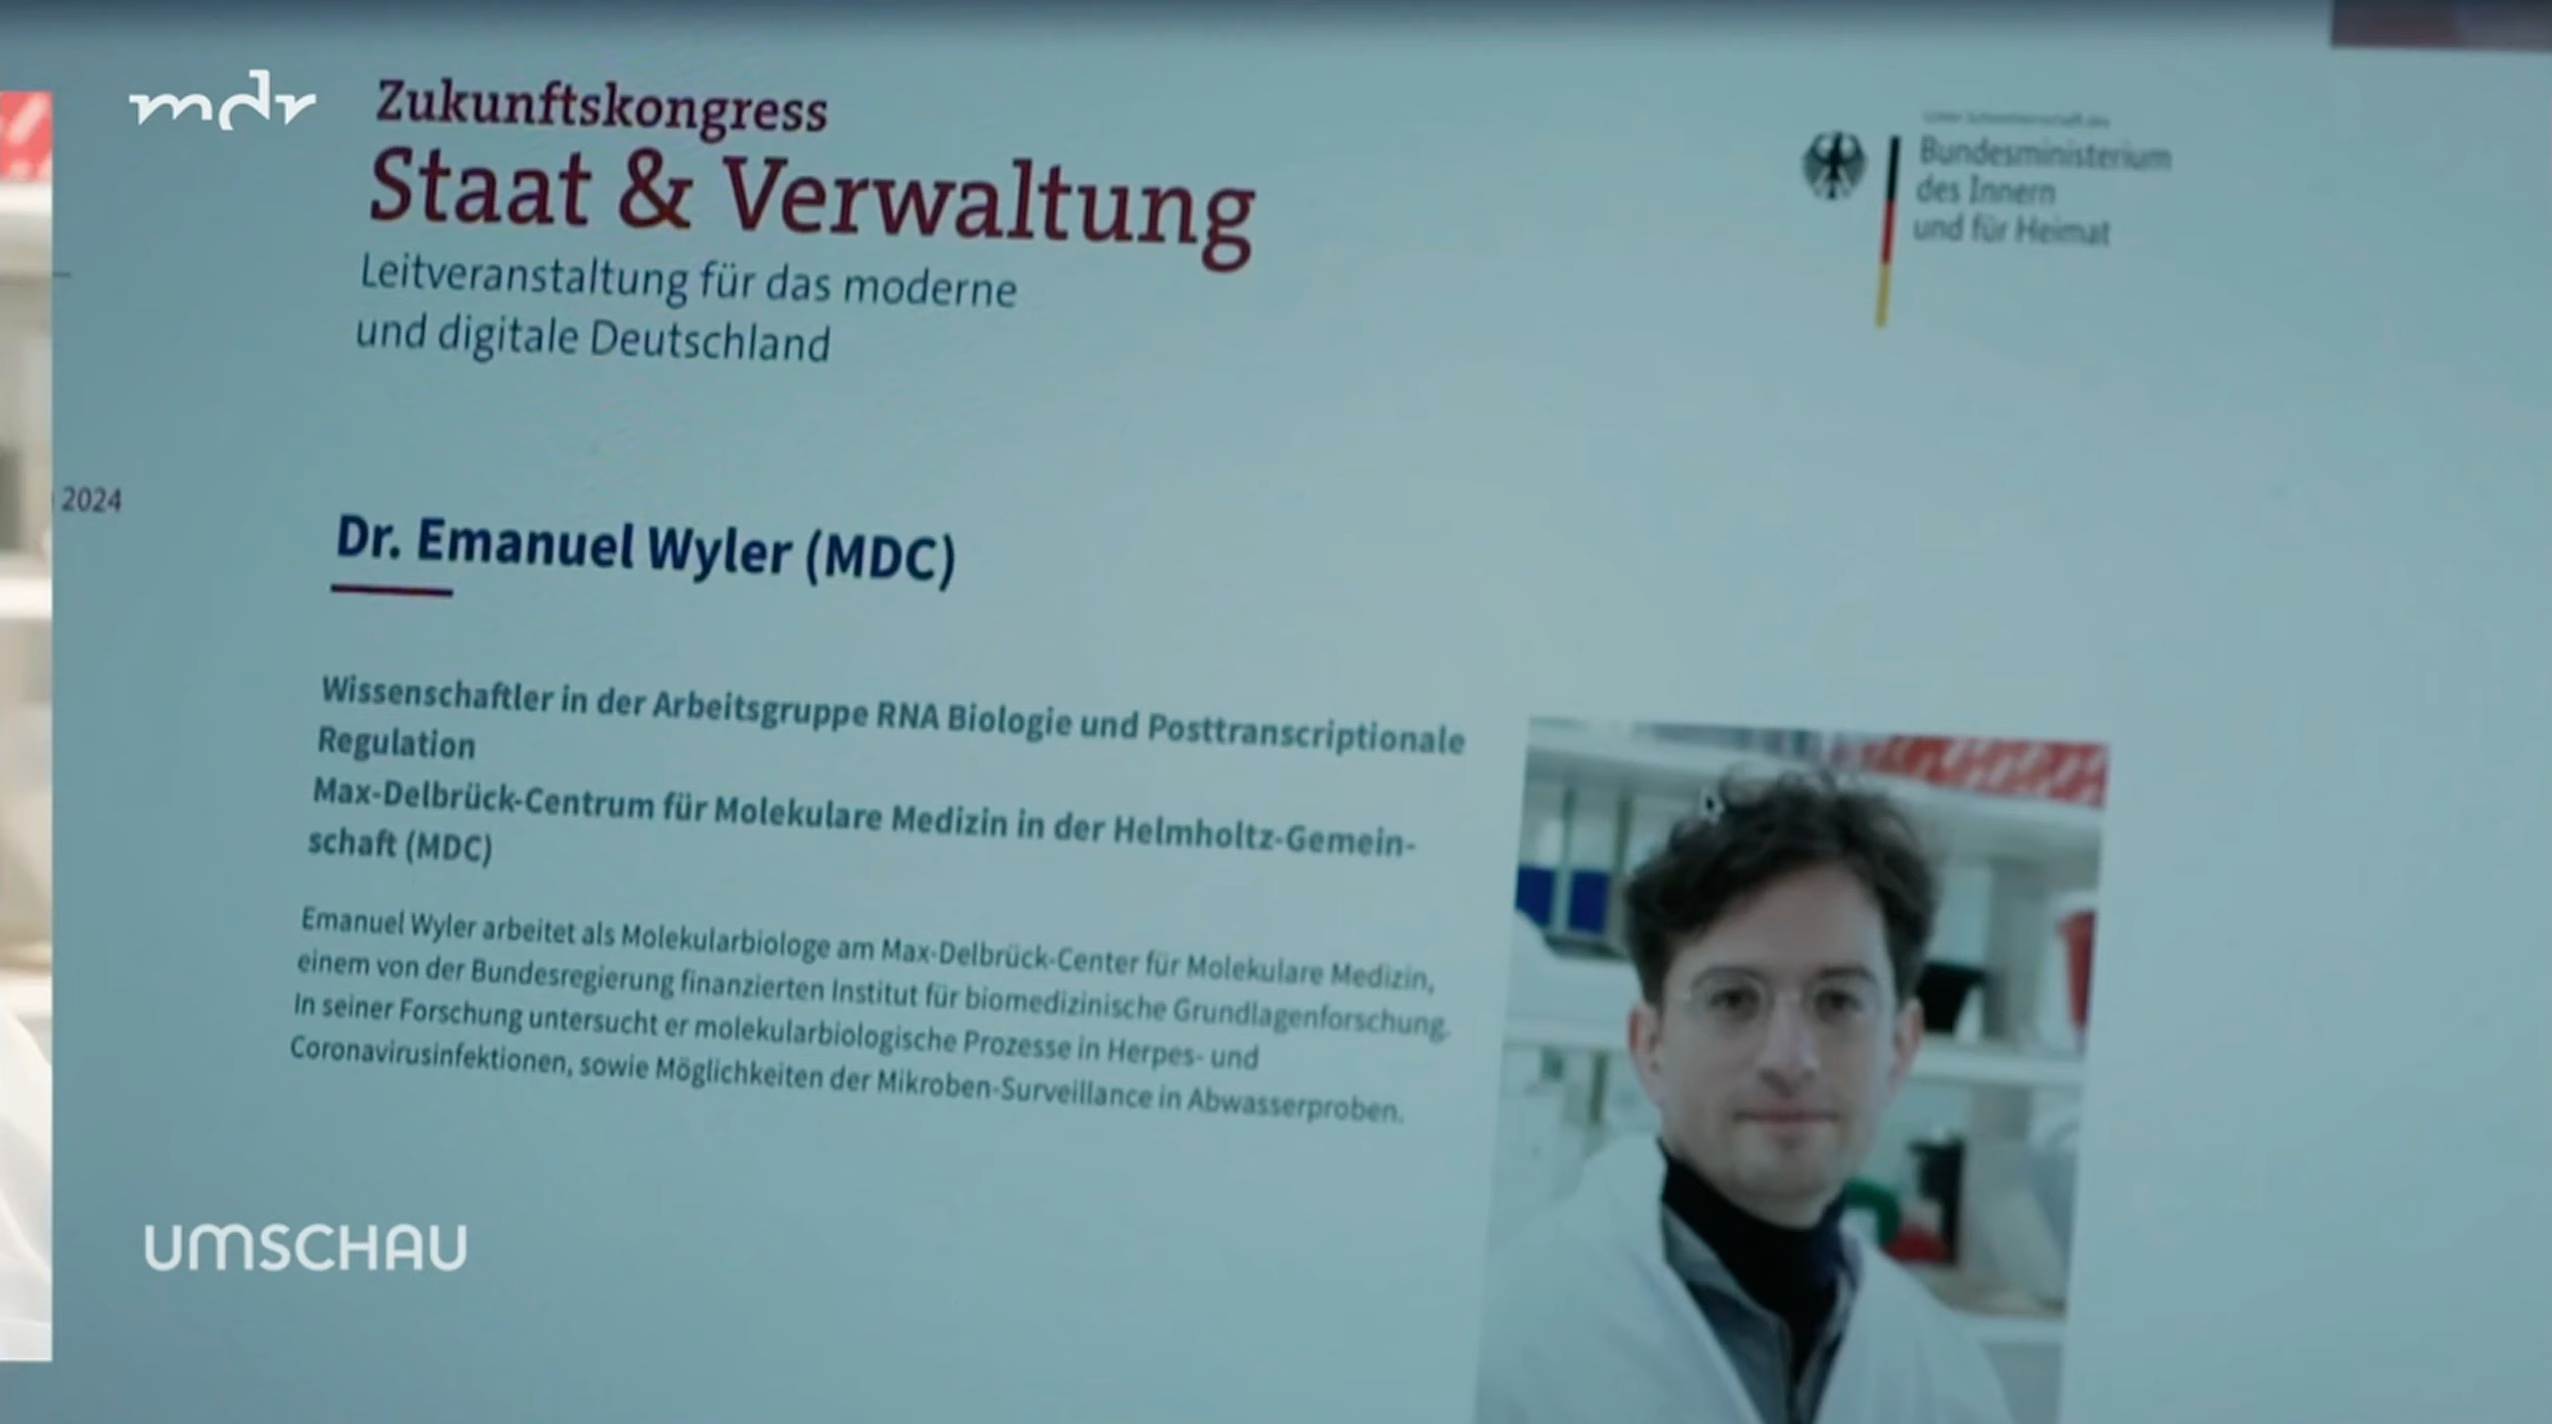 mdr
Zukunftskongress
Staat & Verwaltung
Leitveranstaltung für das moderne
und digitale Deutschland
Bundesministerium
des Innern
und für Heimat
2024
Dr. Emanuel Wyler (MDC)
Wissenschaftler in der Arbeitsgruppe RNA Biologie und Posttranscriptionale
Regulation
Max-Delbrück-Centrum für Molekulare Medizin in der Helmholtz-Gemein-
schaft (MDC)
Emanuel Wyler arbeitet als Molekularbiologe am Max-Delbrück-Center für Molekulare Medizin,
einem von der Bundesregierung finanzierten Institut für biomedizinische Grundlagenforschung.
In seiner Forschung untersucht er molekularbiologische Prozesse in Herpes- und
Coronavirusinfektionen, sowie Möglichkeiten der Mikroben-Surveillance in Abwasserproben.
UMSCHAU